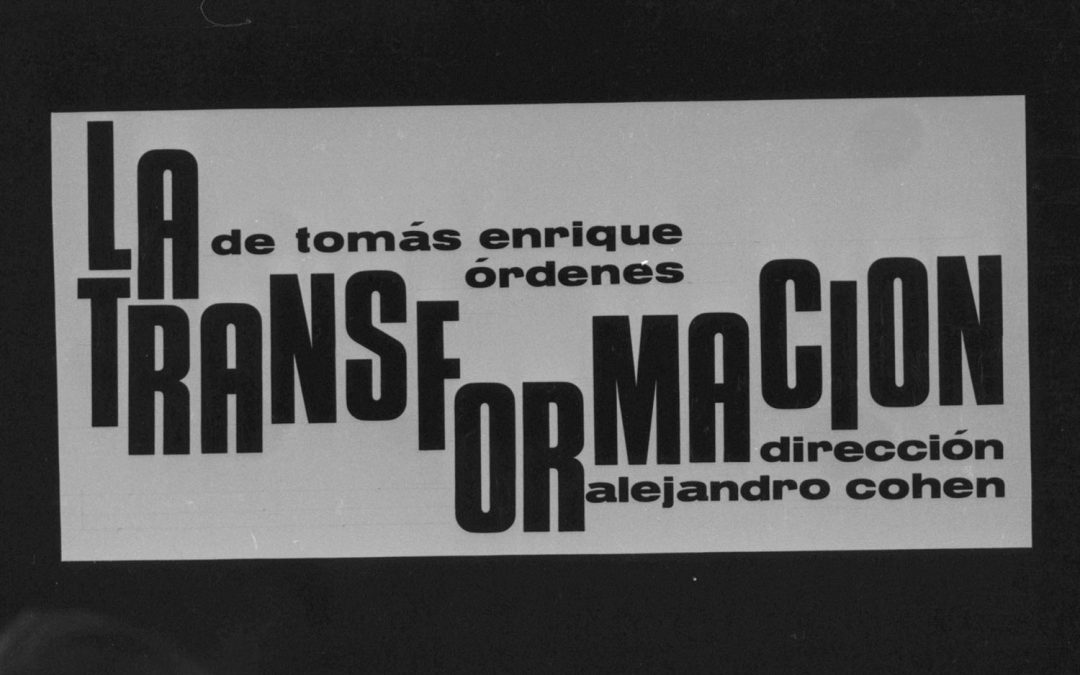 LA
de tomás enrique
órdenes
TRANSFORMACION
dirección
alejandro cohen